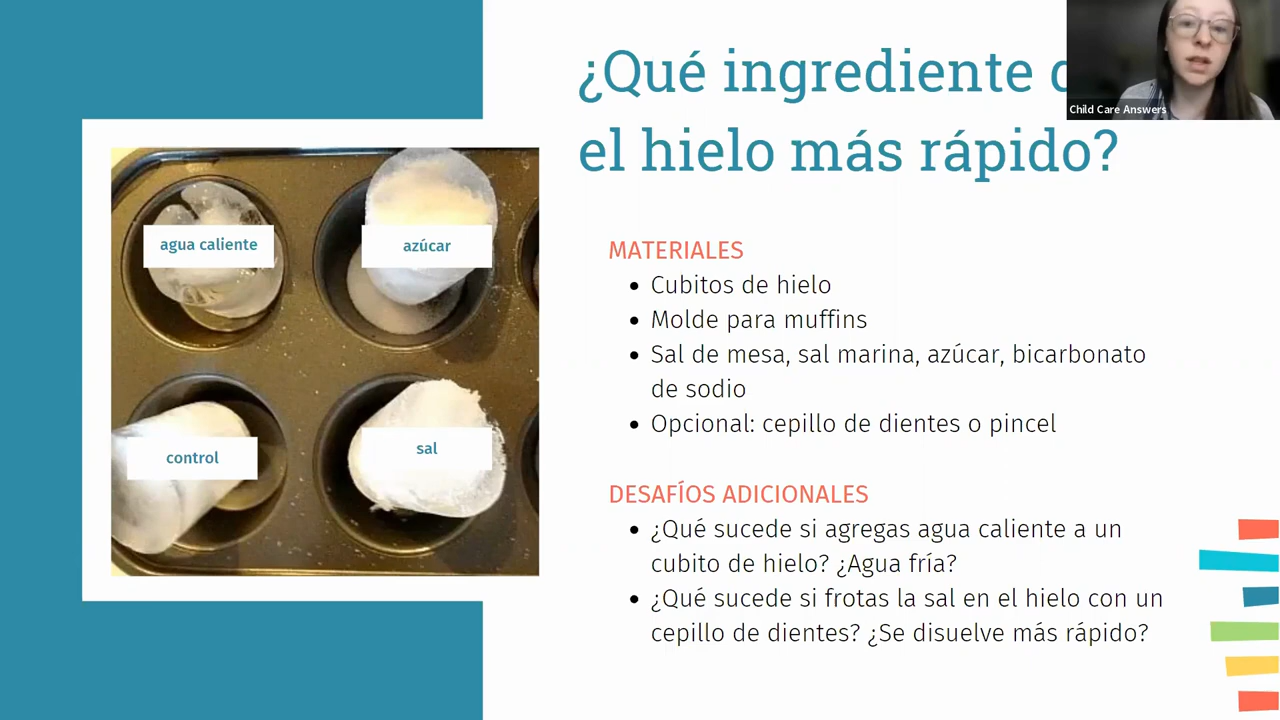 ¿Qué ingrediente
el hielo más rápido?
Child Care Answers
agua caliente
azúcar
control
sal
MATERIALES
• Cubitos de hielo
• Molde para muffins
• Sal de mesa, sal marina, azúcar, bicarbonato
de sodio
• Opcional: cepillo de dientes o pincel
DESAFÍOS ADICIONALES
• ¿Qué sucede si agregas agua caliente a un
cubito de hielo? ¿Agua fría?
• ¿Qué sucede si frotas la sal en el hielo con un
cepillo de dientes? ¿Se disuelve más rápido?